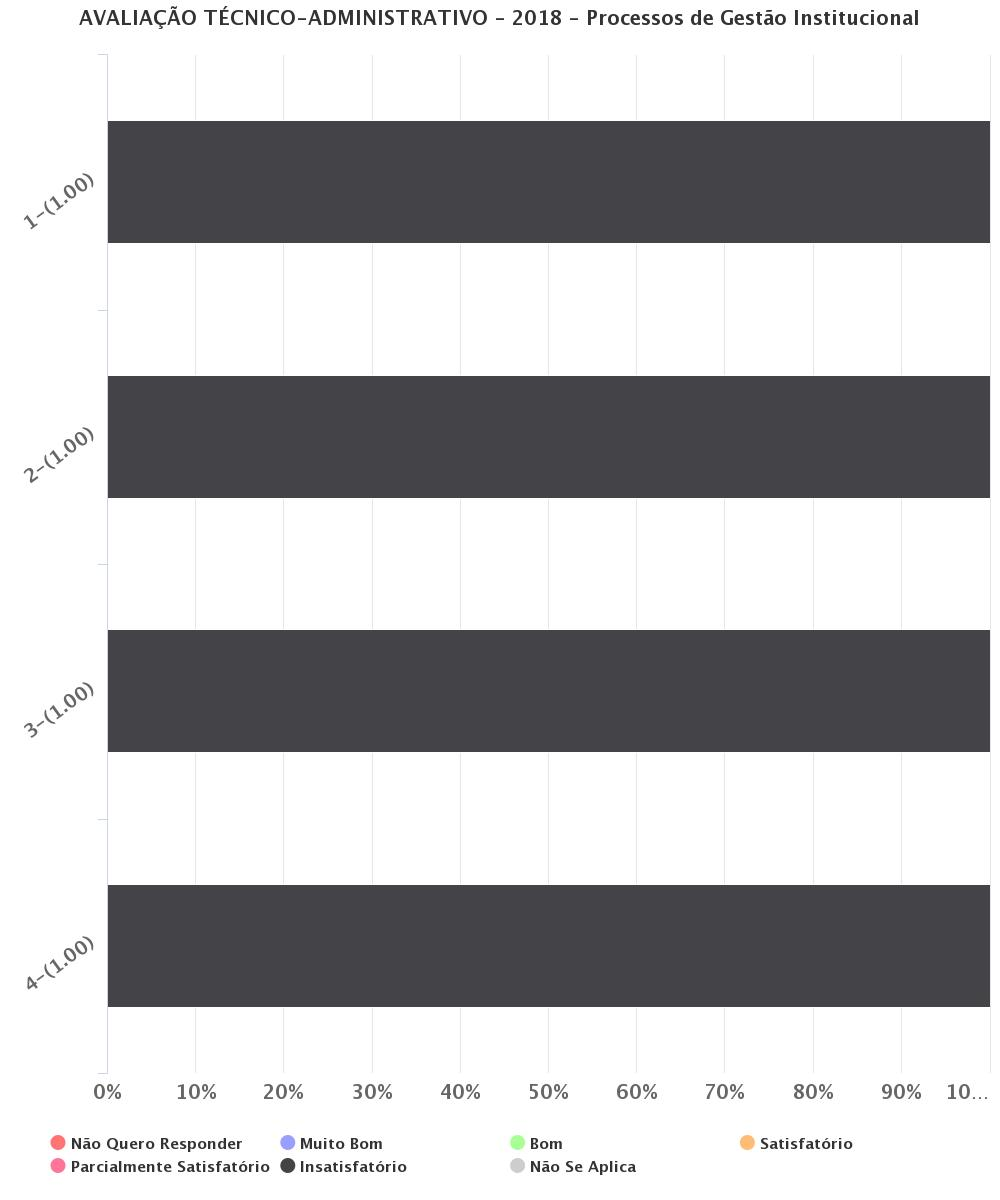 AVALIAÇÃO TÉCNICO-ADMINISTRATIVO - 2018 - Processos de Gestão Institucional
1-(1.00)
2-(1.00)
3-(1.00)
4-(1.00)
0% 10% 20% 30% 40% 50% 60% 70% 80% 90% 10...
Não Quero Responder Muito Bom Bom Satisfatório
Parcialmente Satisfatório Insatisfatório Não Se Aplica